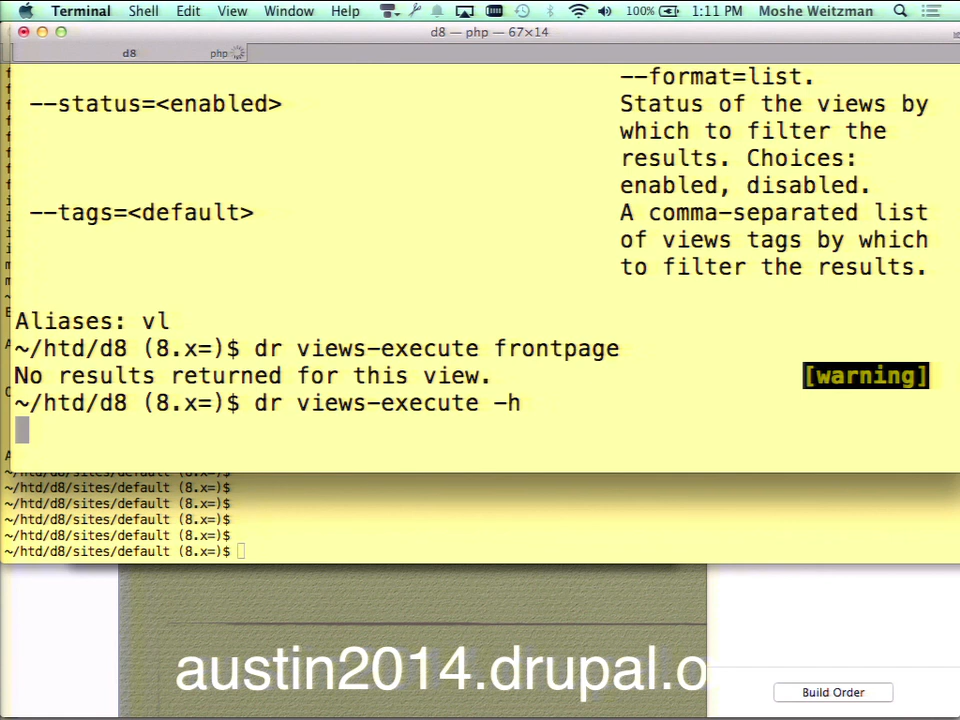 Terminal Shell Edit View Window Help 100% 1:11 PM Moshe Weitzman
d8 — php — 67×14
d8 php
--format=list.
--status=<enabled> Status of the views by
which to filter the
results. Choices:
enabled, disabled.
--tags=<default> A comma-separated list
of views tags by which
to filter the results.
Aliases: vl
~/htd/d8 (8.x=)$ dr views-execute frontpage
No results returned for this view. [warning]
~/htd/d8 (8.x=)$ dr views-execute -h
~/htd/d8/sites/default (8.x=)$
~/htd/d8/sites/default (8.x=)$
~/htd/d8/sites/default (8.x=)$
~/htd/d8/sites/default (8.x=)$
~/htd/d8/sites/default (8.x=)$
~/htd/d8/sites/default (8.x=)$
austin2014.drupal.o
Build Order